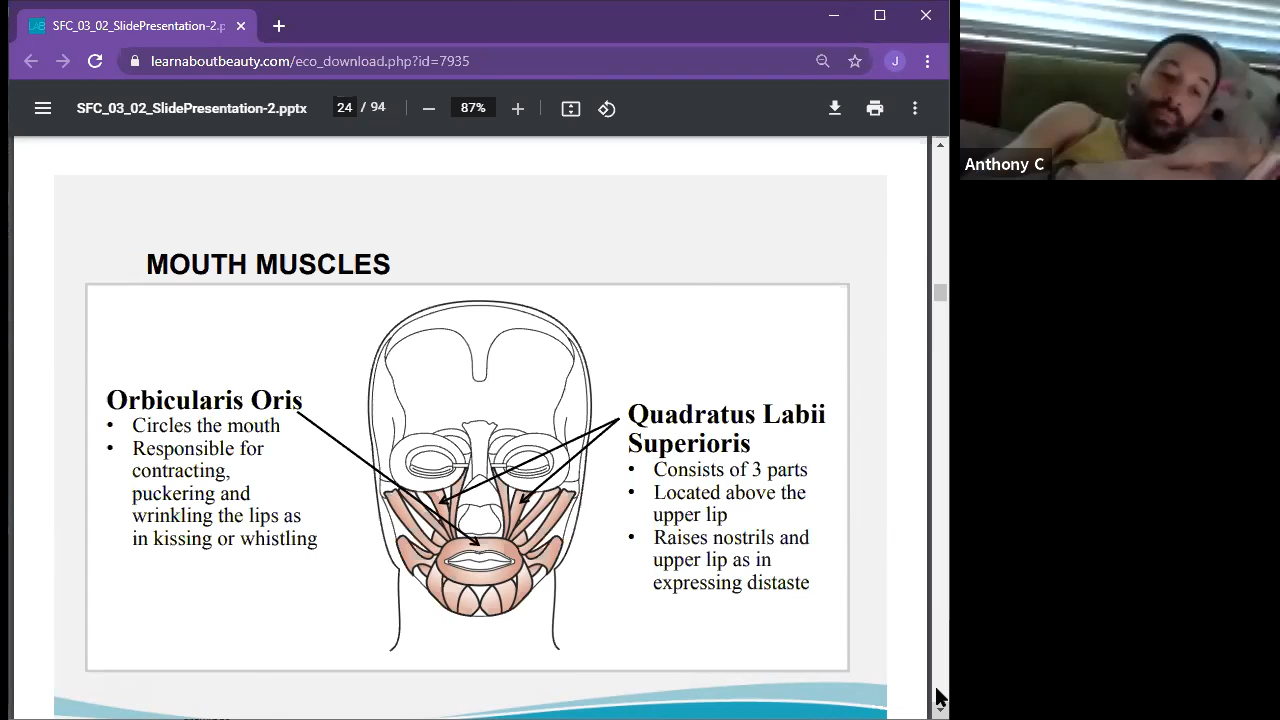 LAB
SFC_03_02_SlidePresentation-2.p
learnaboutbeauty.com/eco_download.php?id=7935
J
SFC_03_02_SlidePresentation-2.pptx
24 / 94
87%
Anthony C
MOUTH MUSCLES
Orbicularis Oris
• Circles the mouth
• Responsible for
contracting,
puckering and
wrinkling the lips as
in kissing or whistling
Quadratus Labii
Superioris
• Consists of 3 parts
• Located above the
upper lip
• Raises nostrils and
upper lip as in
expressing distaste